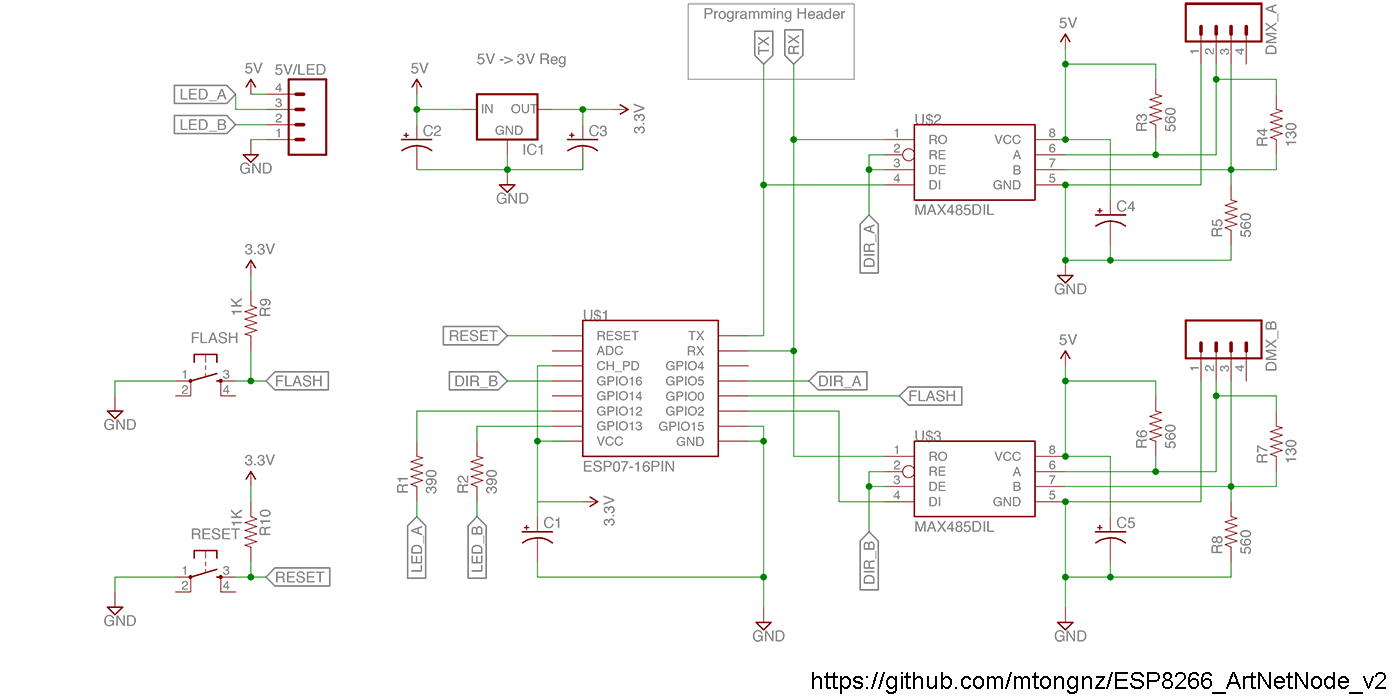 Programming Header
TX
RX
5V
DMX_A
1
2
3
4
5V
5V/LED
LED_A
LED_B
4
3
2
1
GND
5V
5V -> 3V Reg
IN
OUT
GND
IC1
C2
C3
3.3V
GND
U$2
1
RO
2
RE
3
DE
4
DI
VCC
8
A
6
B
7
GND
5
MAX485DIL
DIR_A
R3
560
R4
130
R5
560
C4
GND
3.3V
1K
R9
FLASH
1
2
3
4
FLASH
GND
3.3V
1K
R10
RESET
1
2
3
4
RESET
GND
U$1
RESET
RESET
ADC
CH_PD
DIR_B
GPIO16
GPIO14
GPIO12
GPIO13
VCC
TX
RX
GPIO4
GPIO5
GPIO0
GPIO2
GPIO15
GND
ESP07-16PIN
DIR_A
FLASH
R1
390
R2
390
LED_A
LED_B
3.3V
C1
GND
5V
DMX_B
1
2
3
4
U$3
1
RO
2
RE
3
DE
4
DI
VCC
8
A
6
B
7
GND
5
MAX485DIL
DIR_B
R6
560
R7
130
R8
560
C5
GND
https://github.com/mtongnz/ESP8266_ArtNetNode_v2